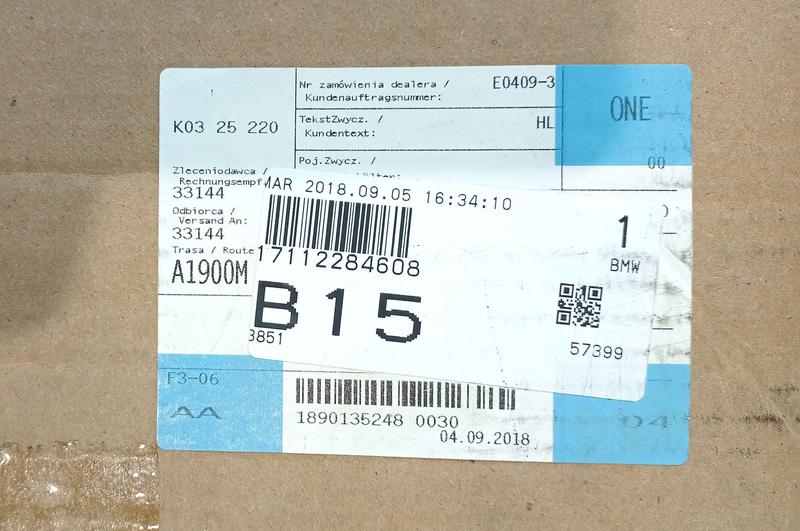 Nr zamówienia dealera /
Kundenauftragsnummer:
E0409-3
ONE
K03 25 220
TekstZwycz. /
Kundentext:
HL
Poj.Zwycz. /
00
Zleceniodawca /
Rechnungsempf
33144
Odbiorca /
Versand An:
33144
Trasa / Route
A1900M
MAR 2018.09.05 16:34:10
17112284608
1
BMW
B15
3851
57399
F3-06
AA
1890135248 0030
04.09.2018
04